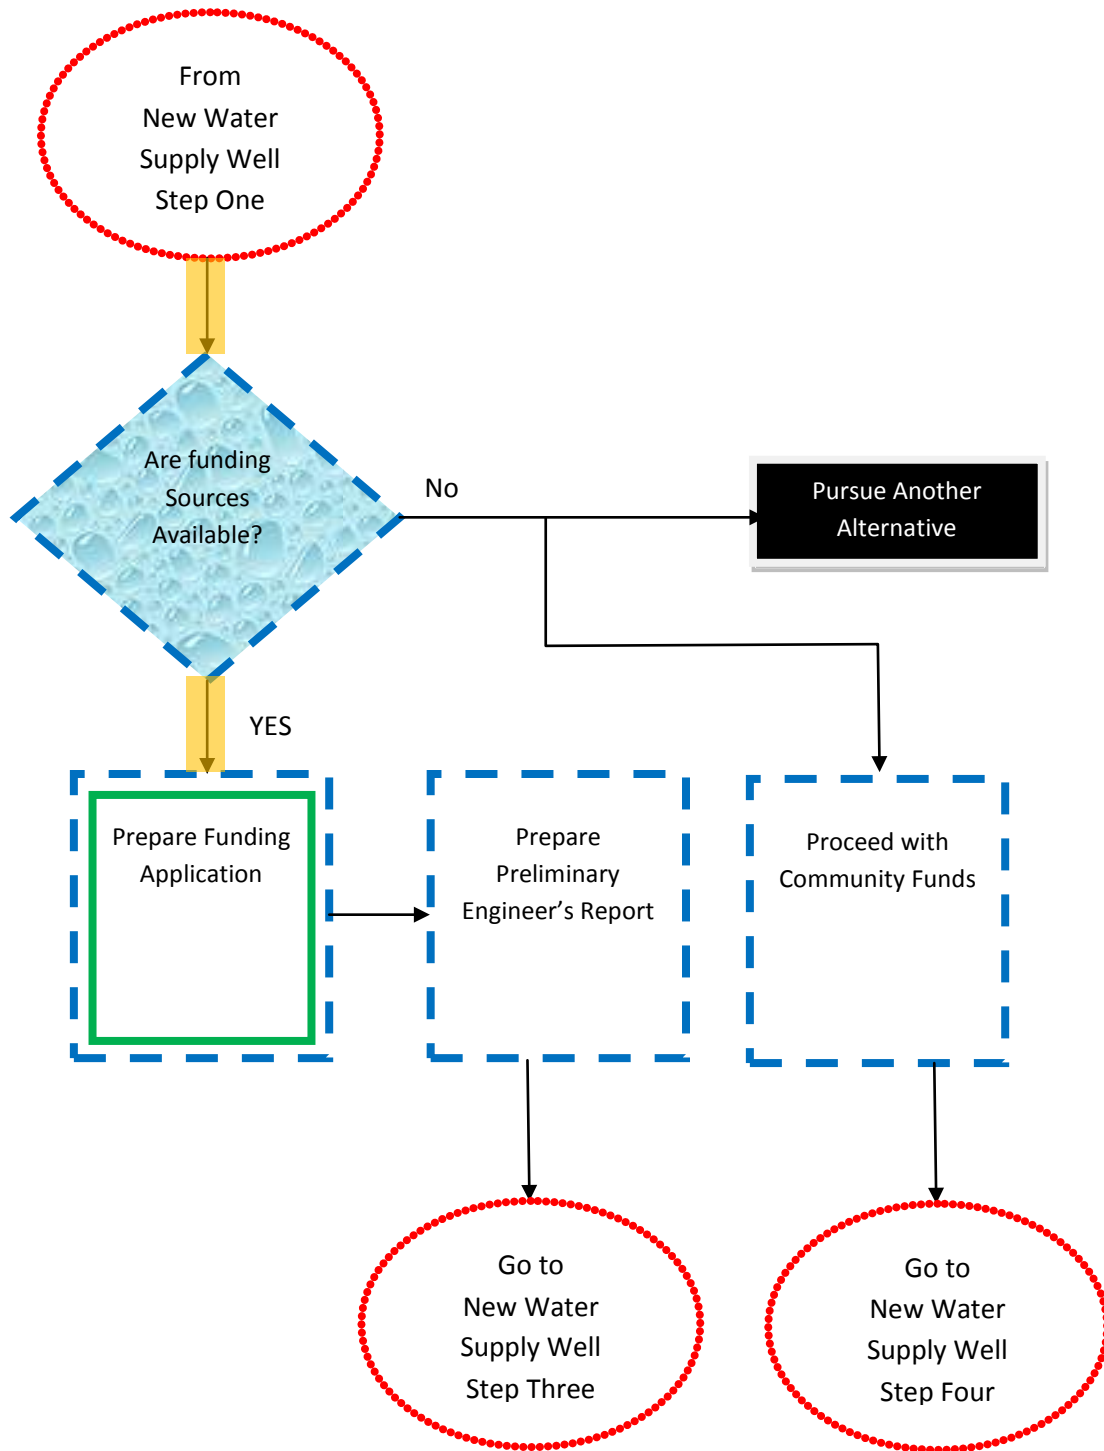 From
New Water
Supply Well
Step One
Are funding
Sources
Available?
No
Pursue Another
Alternative
YES
Prepare Funding
Application
Prepare
Preliminary
Engineer’s Report
Proceed with
Community Funds
Go to
New Water
Supply Well
Step Three
Go to
New Water
Supply Well
Step Four